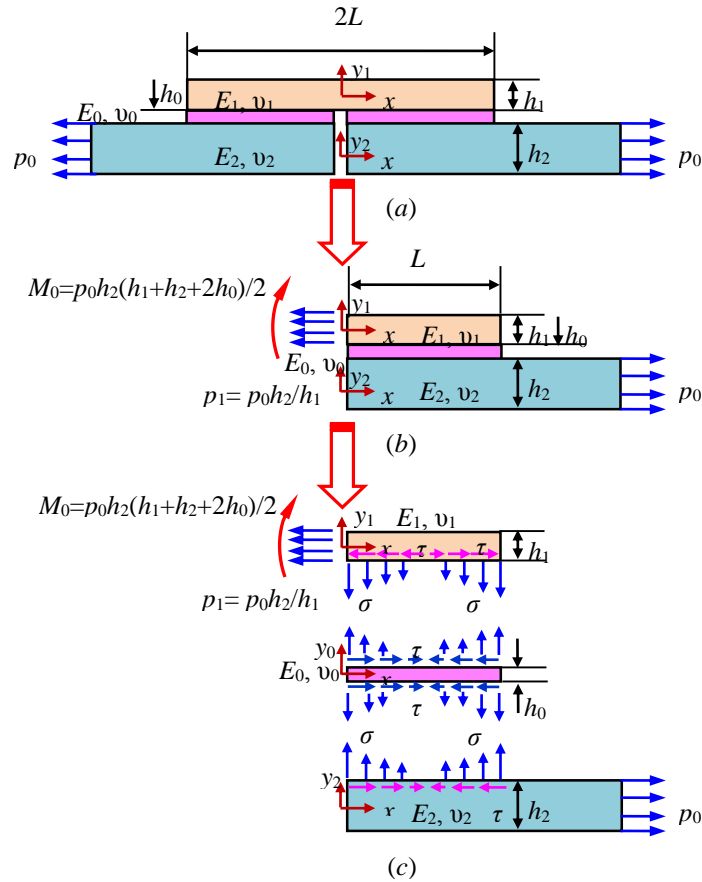 2L
y₁
h₀
E₁, υ₁
x
h₁
E₀, υ₀
y₂
E₂, υ₂
x
h₂
p₀
p₀
(a)
L
M₀=p₀h₂(h₁+h₂+2h₀)/2
y₁
x
E₁, υ₁
h₁
h₀
E₀, υ₀
y₂
p₁= p₀h₂/h₁
x
E₂, υ₂
h₂
p₀
(b)
M₀=p₀h₂(h₁+h₂+2h₀)/2
E₁, υ₁
y₁
x
τ
τ
h₁
p₁= p₀h₂/h₁
σ
σ
y₀
τ
E₀, υ₀
x
τ
h₀
σ
σ
y₂
x
E₂, υ₂
τ
h₂
p₀
(c)